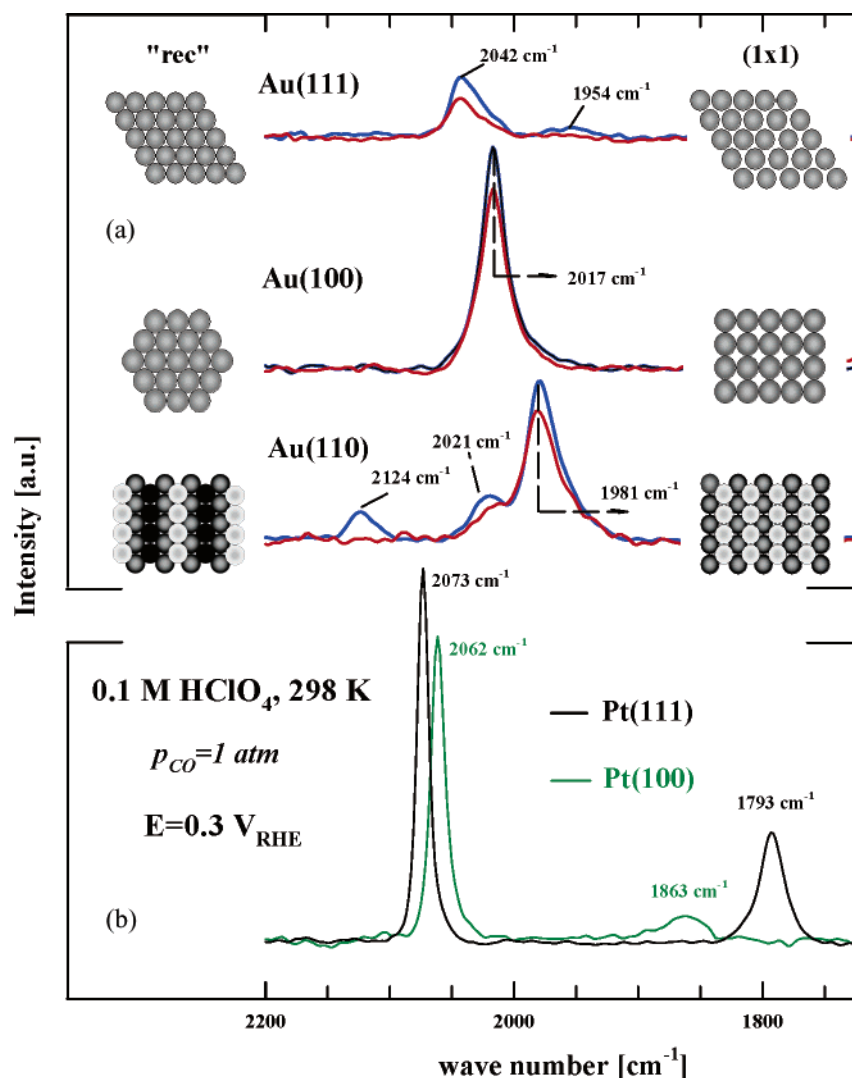 "rec"
2042 cm-1
(1x1)
Au(111)
1954 cm-1
(a)
Au(100)
2017 cm-1
Au(110)
2021 cm-1
2124 cm-1
1981 cm-1
Intensity [a.u.]
2073 cm-1
2062 cm-1
0.1 M HClO4, 298 K
pCO=1 atm
E=0.3 VRHE
Pt(111)
Pt(100)
1793 cm-1
1863 cm-1
(b)
2200
2000
1800
wave number [cm-1]